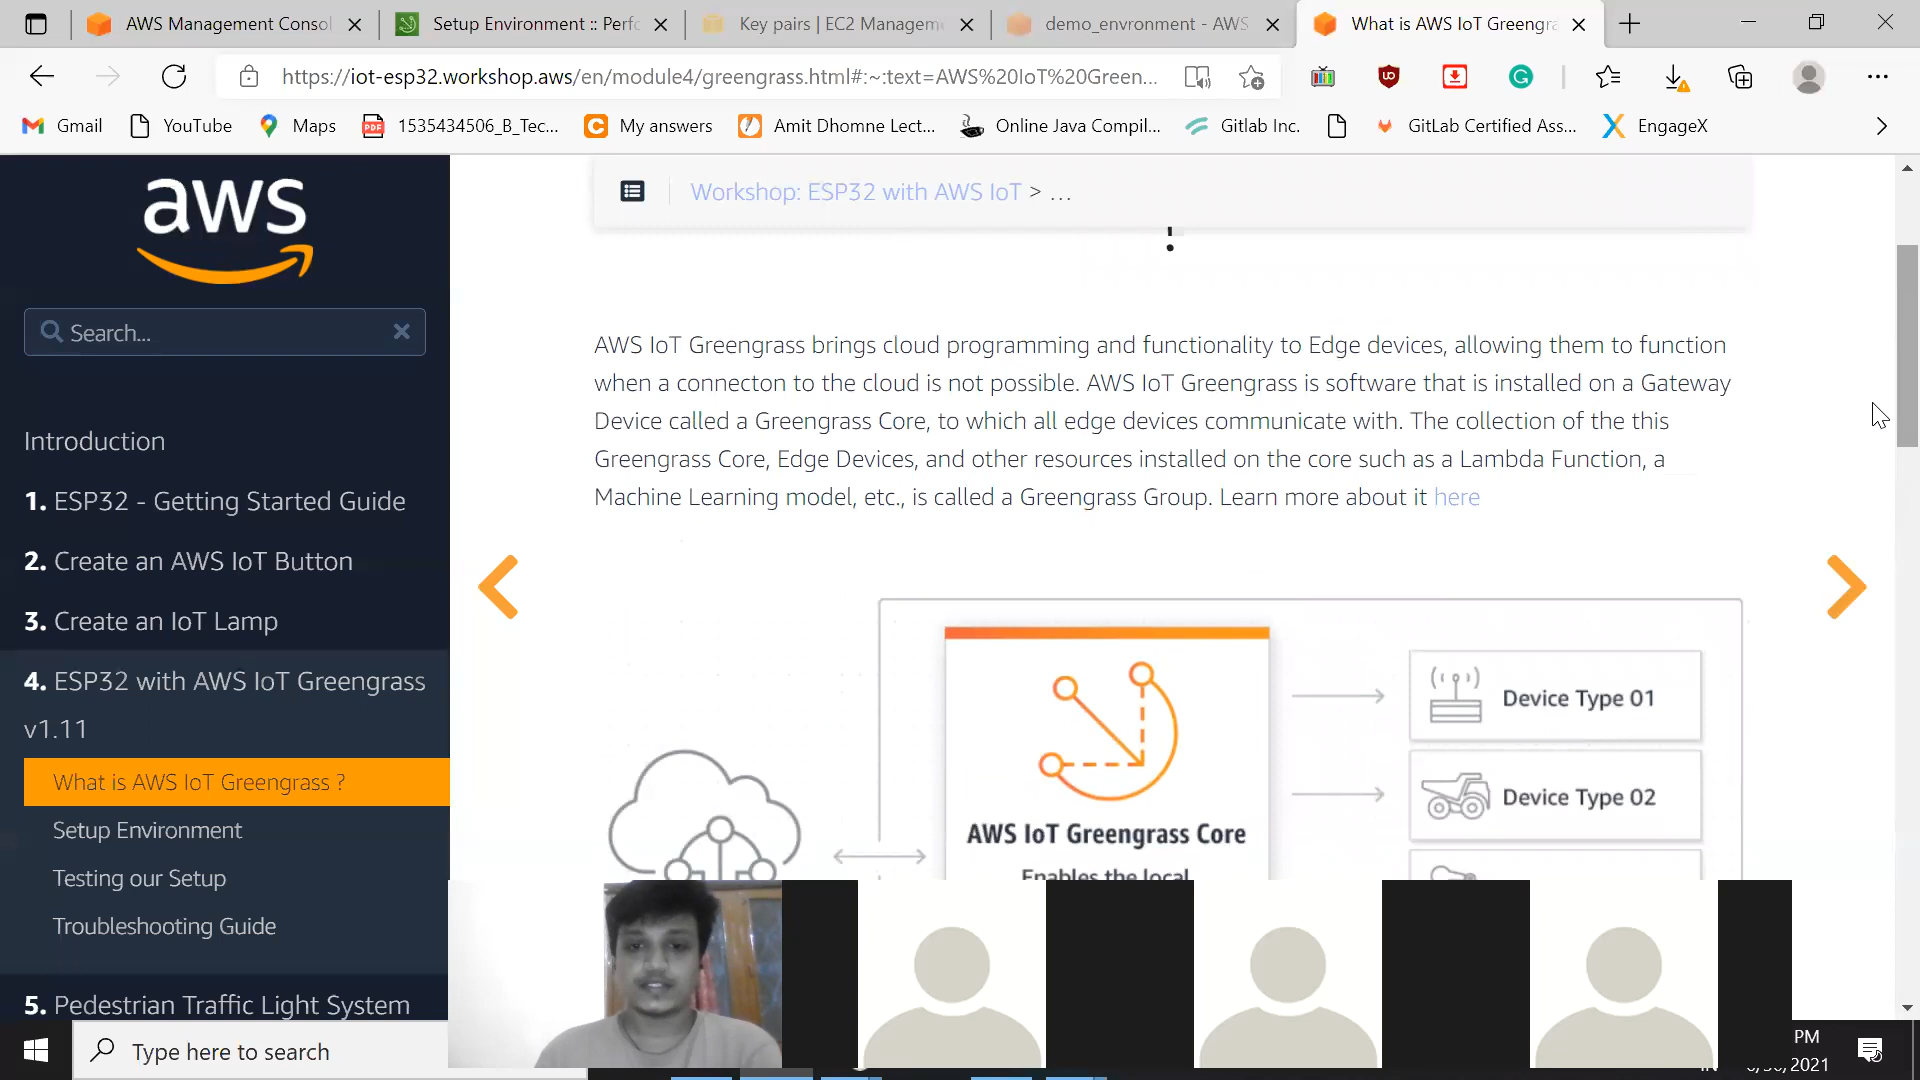 AWS Management Consol
Setup Environment :: Perfo
Key pairs | EC2 Manageme
demo_envronment - AWS
What is AWS IoT Greengra
https://iot-esp32.workshop.aws/en/module4/greengrass.html#:~:text=AWS%20IoT%20Green...
Gmail
YouTube
Maps
PDF
1535434506_B_Tec...
My answers
Amit Dhomne Lect...
Online Java Compil...
Gitlab Inc.
GitLab Certified Ass...
EngageX
aws
Search...
Introduction
1. ESP32 - Getting Started Guide
2. Create an AWS IoT Button
3. Create an IoT Lamp
4. ESP32 with AWS IoT Greengrass
v1.11
What is AWS IoT Greengrass ?
Setup Environment
Testing our Setup
Troubleshooting Guide
5. Pedestrian Traffic Light System
Workshop: ESP32 with AWS IoT > ...
AWS IoT Greengrass brings cloud programming and functionality to Edge devices, allowing them to function
when a connecton to the cloud is not possible. AWS IoT Greengrass is software that is installed on a Gateway
Device called a Greengrass Core, to which all edge devices communicate with. The collection of the this
Greengrass Core, Edge Devices, and other resources installed on the core such as a Lambda Function, a
Machine Learning model, etc., is called a Greengrass Group. Learn more about it here
AWS IoT Greengrass Core
Enables the local
Device Type 01
Device Type 02
Type here to search
PM